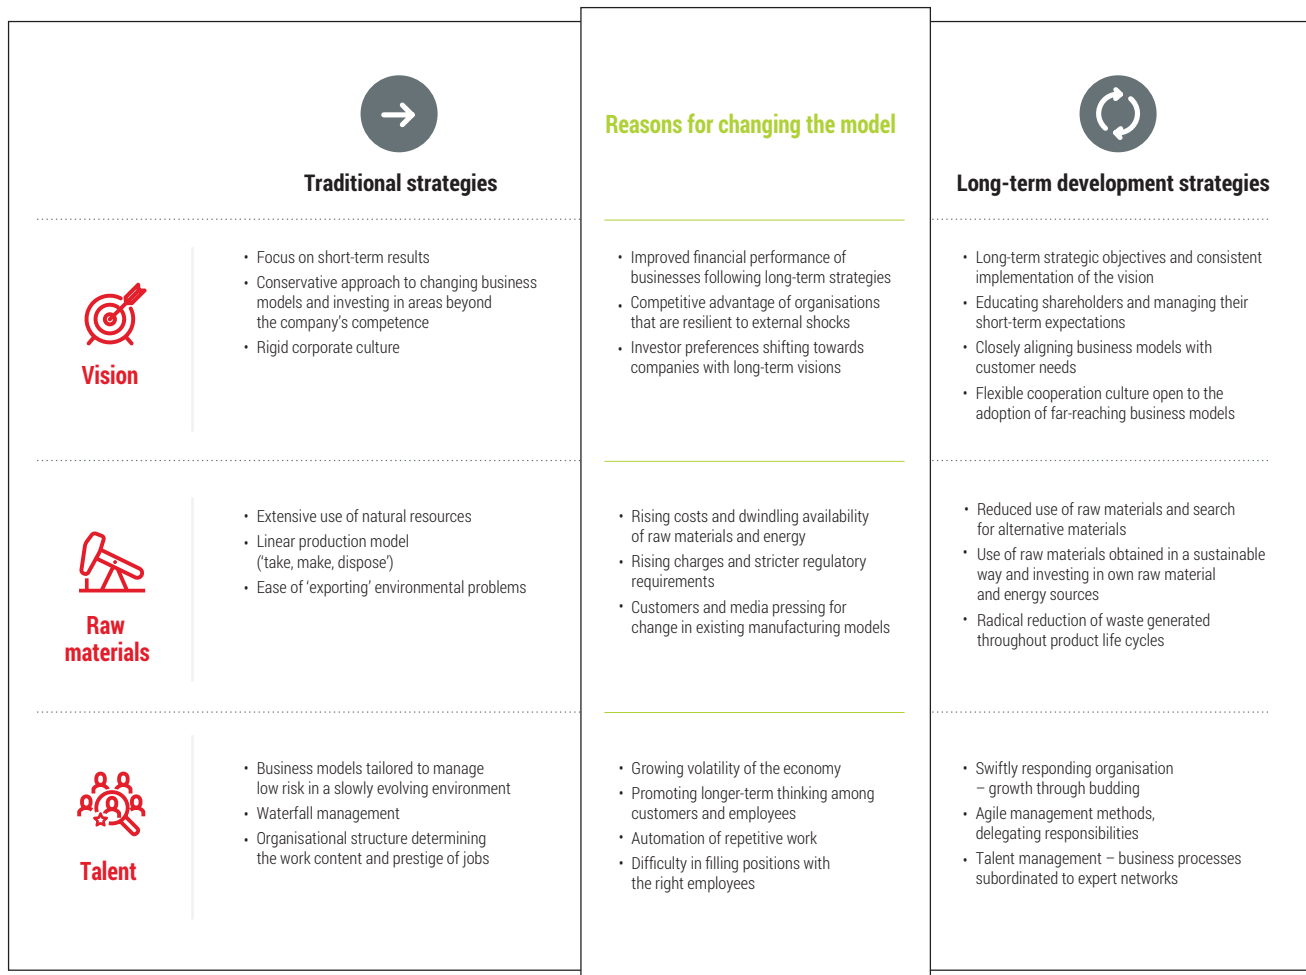 Traditional strategies
Reasons for changing the model
Long-term development strategies
Vision
• Focus on short-term results
• Conservative approach to changing business
models and investing in areas beyond
the company's competence
• Rigid corporate culture
• Improved financial performance of
businesses following long-term strategies
• Competitive advantage of organisations
that are resilient to external shocks
• Investor preferences shifting towards
companies with long-term visions
• Long-term strategic objectives and consistent
implementation of the vision
• Educating shareholders and managing their
short-term expectations
• Closely aligning business models with
customer needs
• Flexible cooperation culture open to the
adoption of far-reaching business models
Raw
materials
• Extensive use of natural resources
• Linear production model
('take, make, dispose')
• Ease of 'exporting' environmental problems
• Rising costs and dwindling availability
of raw materials and energy
• Rising charges and stricter regulatory
requirements
• Customers and media pressing for
change in existing manufacturing models
• Reduced use of raw materials and search
for alternative materials
• Use of raw materials obtained in a sustainable
way and investing in own raw material
and energy sources
• Radical reduction of waste generated
throughout product life cycles
Talent
• Business models tailored to manage
low risk in a slowly evolving environment
• Waterfall management
• Organisational structure determining
the work content and prestige of jobs
• Growing volatility of the economy
• Promoting longer-term thinking among
customers and employees
• Automation of repetitive work
• Difficulty in filling positions with
the right employees
• Swiftly responding organisation
– growth through budding
• Agile management methods,
delegating responsibilities
• Talent management – business processes
subordinated to expert networks